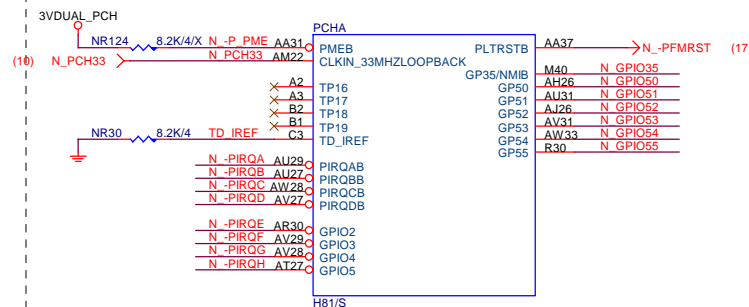 3VDUAL_PCH
PCHA
NR124 8.2K/4/X N_-P_PME AA31 PMEB PLTRSTB AA37 N_-PFMRST (17
(10) N_PCH33 N_PCH33 AM22 CLKIN_33MHZLOOPBACK
GP35/NMIB M40 N_GPIO35
A2 TP16 GP50 AH26 N_GPIO50
A3 TP17 GP51 AU31 N_GPIO51
B2 TP18 GP52 AJ26 N_GPIO52
B1 TP19 GP53 AV31 N_GPIO53
NR30 8.2K/4 TD_IREF C3 TD_IREF GP54 AW33 N_GPIO54
GP55 R30 N_GPIO55
N_-PIRQA AU29 PIRQAB
N_-PIRQB AU27 PIRQBB
N_-PIRQC AW28 PIRQCB
N_-PIRQD AV27 PIRQDB
N_-PIRQE AR30 GPIO2
N_-PIRQF AV29 GPIO3
N_-PIRQG AV28 GPIO4
N_-PIRQH AT27 GPIO5
H81/S